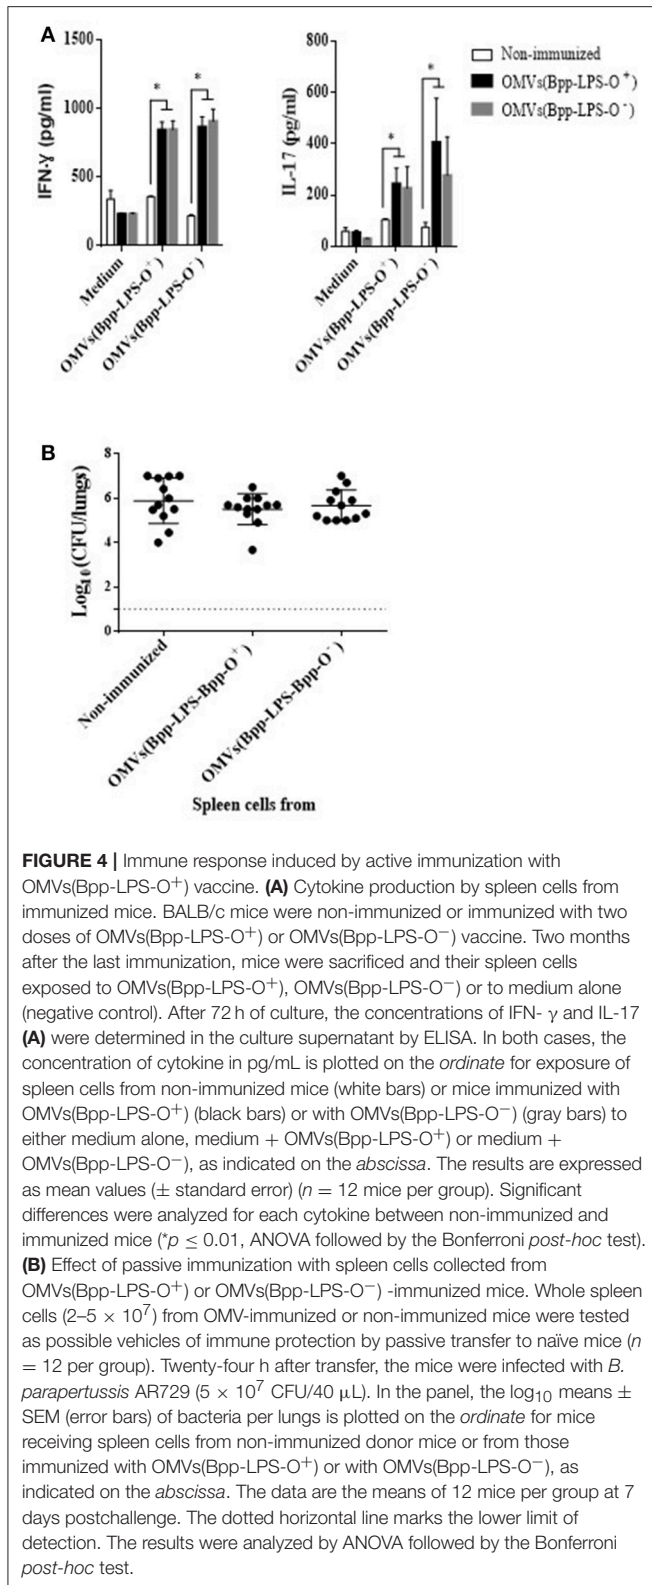 A
1500
1000
500
0
IFN-ɣ (pg/ml)
*
*
Medium
OMVs(Bpp-LPS-O⁺)
OMVs(Bpp-LPS-O⁻)
800
600
400
200
0
IL-17 (pg/ml)
*
*
Medium
OMVs(Bpp-LPS-O⁺)
OMVs(Bpp-LPS-O⁻)
Non-immunized
OMVs(Bpp-LPS-O⁺)
OMVs(Bpp-LPS-O⁻)
B
8
6
4
2
0
Log₁₀(CFU/lungs)
Non-immunized
OMVs(Bpp-LPS-Bpp-O⁺)
OMVs(Bpp-LPS-Bpp-O⁻)
Spleen cells from
FIGURE 4 | Immune response induced by active immunization with
OMVs(Bpp-LPS-O⁺) vaccine. (A) Cytokine production by spleen cells from
immunized mice. BALB/c mice were non-immunized or immunized with two
doses of OMVs(Bpp-LPS-O⁺) or OMVs(Bpp-LPS-O⁻) vaccine. Two months
after the last immunization, mice were sacrificed and their spleen cells
exposed to OMVs(Bpp-LPS-O⁺), OMVs(Bpp-LPS-O⁻) or to medium alone
(negative control). After 72 h of culture, the concentrations of IFN- γ and IL-17
(A) were determined in the culture supernatant by ELISA. In both cases, the
concentration of cytokine in pg/mL is plotted on the ordinate for exposure of
spleen cells from non-immunized mice (white bars) or mice immunized with
OMVs(Bpp-LPS-O⁺) (black bars) or with OMVs(Bpp-LPS-O⁻) (gray bars) to
either medium alone, medium + OMVs(Bpp-LPS-O⁺) or medium +
OMVs(Bpp-LPS-O⁻), as indicated on the abscissa. The results are expressed
as mean values (± standard error) (n = 12 mice per group). Significant
differences were analyzed for each cytokine between non-immunized and
immunized mice (*p ≤ 0.01, ANOVA followed by the Bonferroni post-hoc test).
(B) Effect of passive immunization with spleen cells collected from
OMVs(Bpp-LPS-O⁺) or OMVs(Bpp-LPS-O⁻) -immunized mice. Whole spleen
cells (2–5 × 10⁷) from OMV-immunized or non-immunized mice were tested
as possible vehicles of immune protection by passive transfer to naïve mice (n
= 12 per group). Twenty-four h after transfer, the mice were infected with B.
parapertussis AR729 (5 × 10⁷ CFU/40 μL). In the panel, the log₁₀ means ±
SEM (error bars) of bacteria per lungs is plotted on the ordinate for mice
receiving spleen cells from non-immunized donor mice or from those
immunized with OMVs(Bpp-LPS-O⁺) or with OMVs(Bpp-LPS-O⁻), as
indicated on the abscissa. The data are the means of 12 mice per group at 7
days postchallenge. The dotted horizontal line marks the lower limit of
detection. The results were analyzed by ANOVA followed by the Bonferroni
post-hoc test.